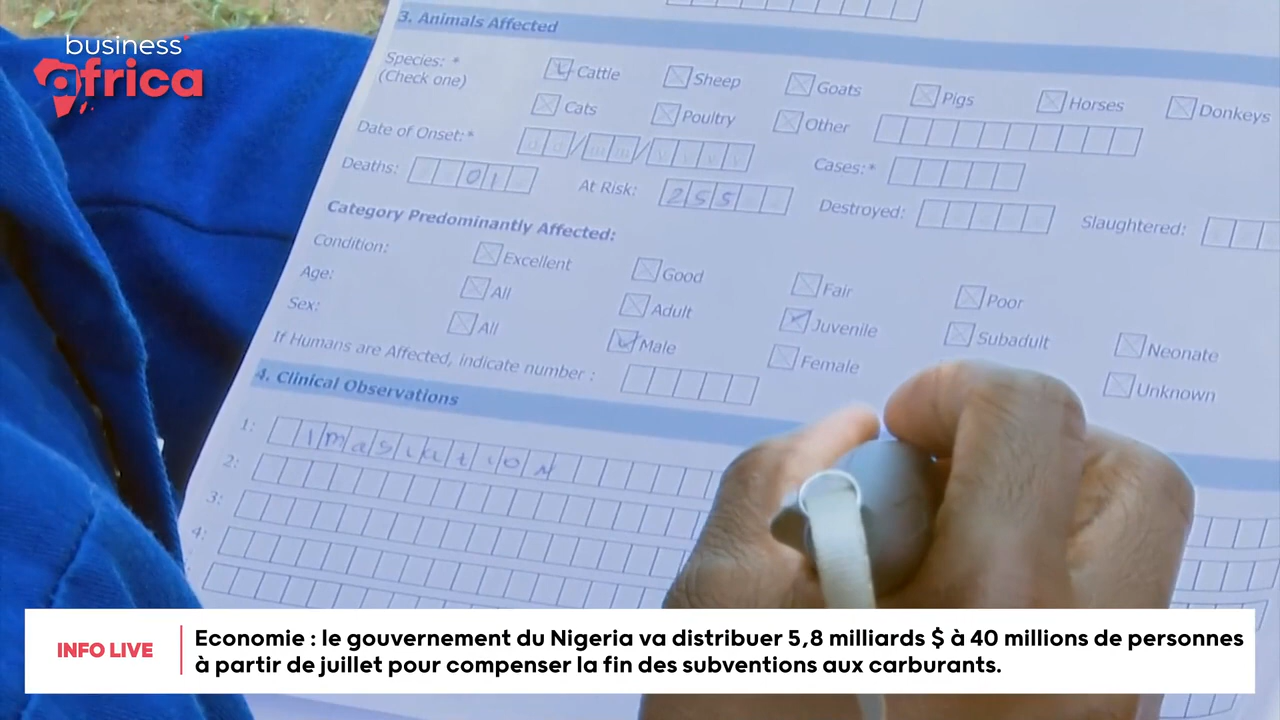 business
africa
3. Animals Affected
Species: * Cattle Sheep Goats Pigs Horses Donkeys
(Check one) Cats Poultry Other
Date of Onset:* dd/mm/yyyy Cases:*
Deaths: 01 At Risk: 255 Destroyed: Slaughtered:
Category Predominantly Affected:
Condition: Excellent Good Fair Poor
Age: All Adult Juvenile Subadult Neonate
Sex: All Male Female Unknown
If Humans are Affected, indicate number :
4. Clinical Observations
1:
2:
3:
4:
INFO LIVE
Economie : le gouvernement du Nigeria va distribuer 5,8 milliards $ à 40 millions de personnes
à partir de juillet pour compenser la fin des subventions aux carburants.